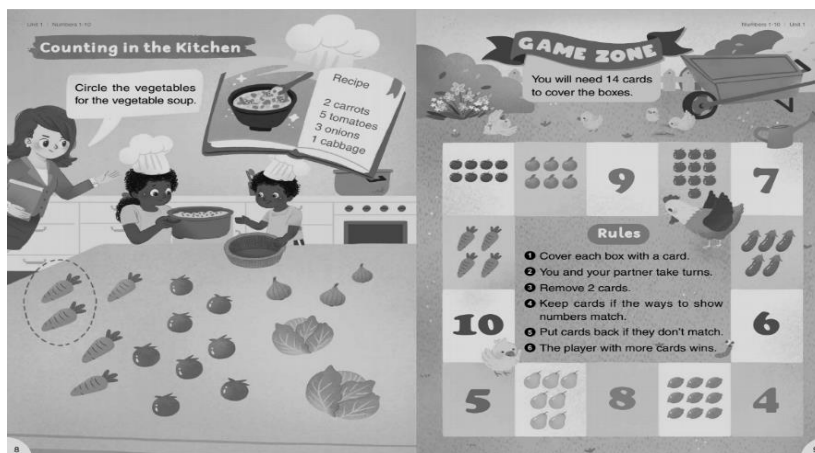 Unit 1 | Numbers 1-10
Counting in the Kitchen
Circle the vegetables
for the vegetable soup.
Recipe
2 carrots
5 tomatoes
3 onions
1 cabbage
8
Numbers 1-10 | Unit 1
GAME ZONE
You will need 14 cards
to cover the boxes.
9
7
Rules
1 Cover each box with a card.
2 You and your partner take turns.
3 Remove 2 cards.
4 Keep cards if the ways to show
numbers match.
5 Put cards back if they don't match.
6 The player with more cards wins.
10
6
5
8
4